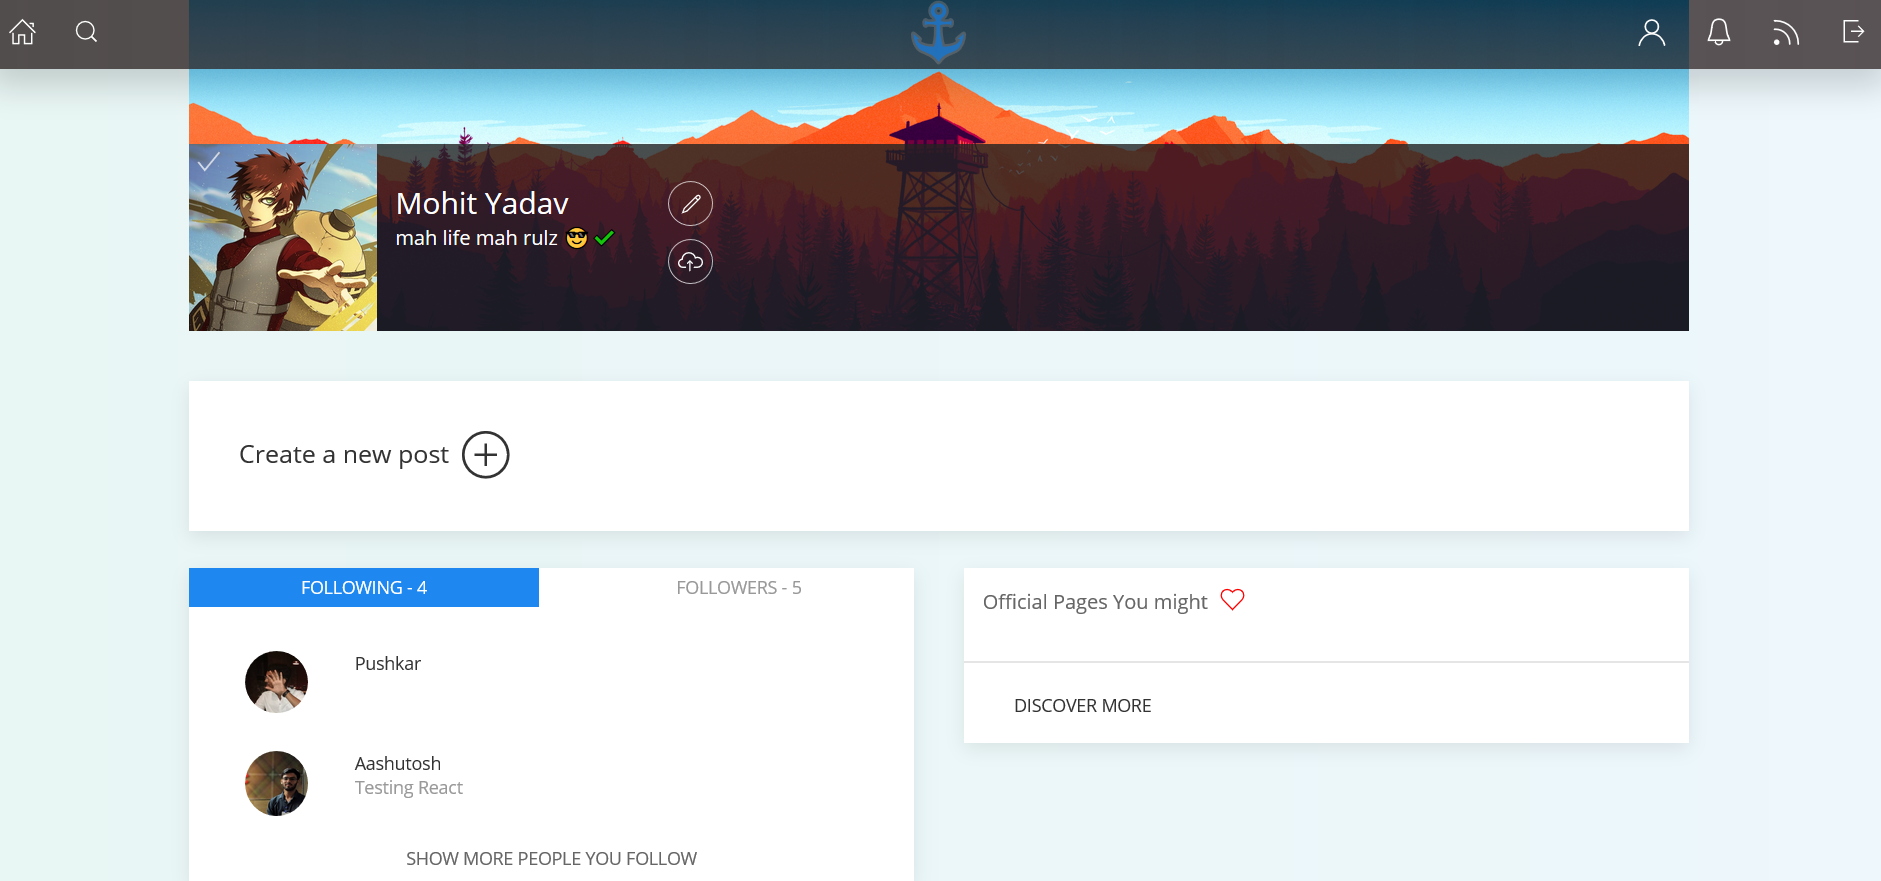 Mohit Yadav
mah life mah rulz 😎 ✔
Create a new post
FOLLOWING - 4
FOLLOWERS - 5
Pushkar
Aashutosh
Testing React
SHOW MORE PEOPLE YOU FOLLOW
Official Pages You might
DISCOVER MORE